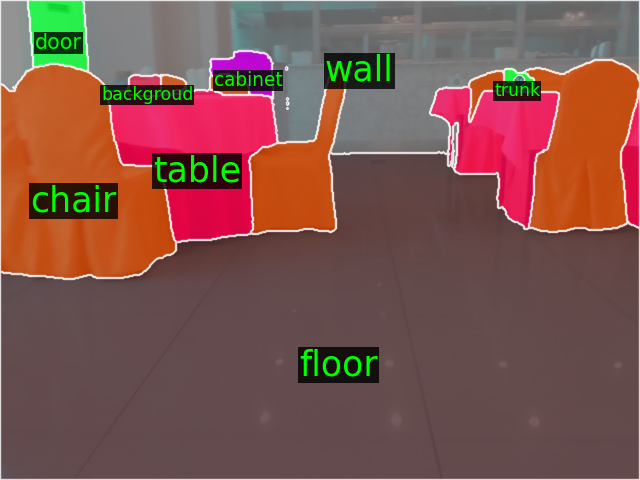 door
wall
cabinet
backgroud
trunk
table
chair
floor